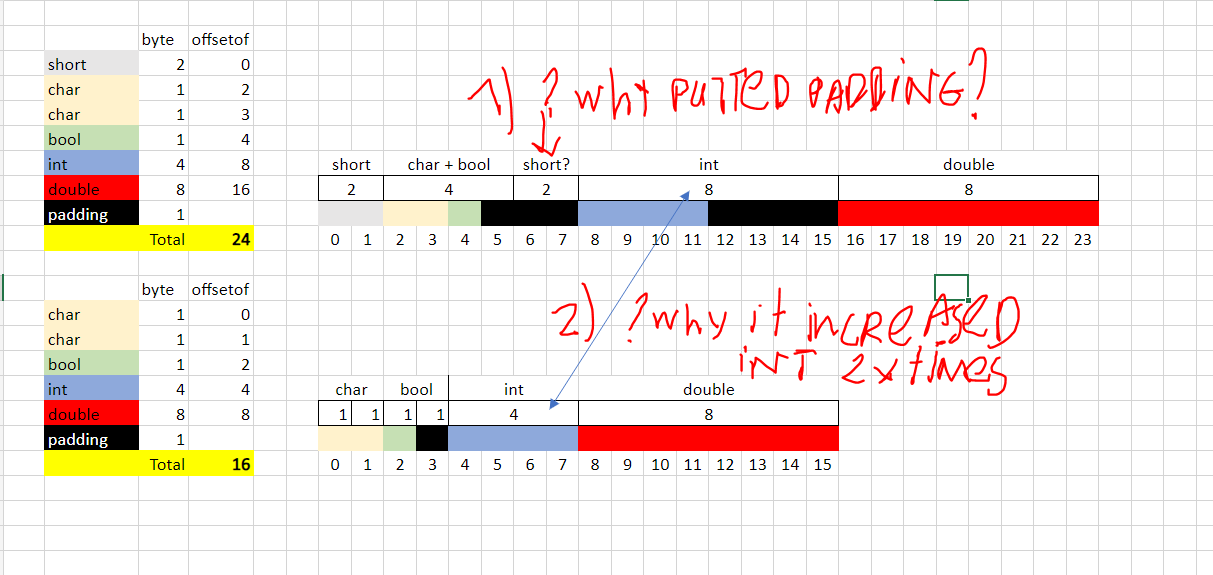 byte offsetof
short 2 0
char 1 2
char 1 3
bool 1 4
int 4 8
double 8 16
padding 1
Total 24
1) ? why PUTTED PADDING?
short char + bool short? int double
2 4 2 8 8
0 1 2 3 4 5 6 7 8 9 10 11 12 13 14 15 16 17 18 19 20 21 22 23
byte offsetof
char 1 0
char 1 1
bool 1 2
int 4 4
double 8 8
padding 1
Total 16
2) ? why it increASeD
iNT 2x times
char bool int double
1 1 1 1 4 8
0 1 2 3 4 5 6 7 8 9 10 11 12 13 14 15